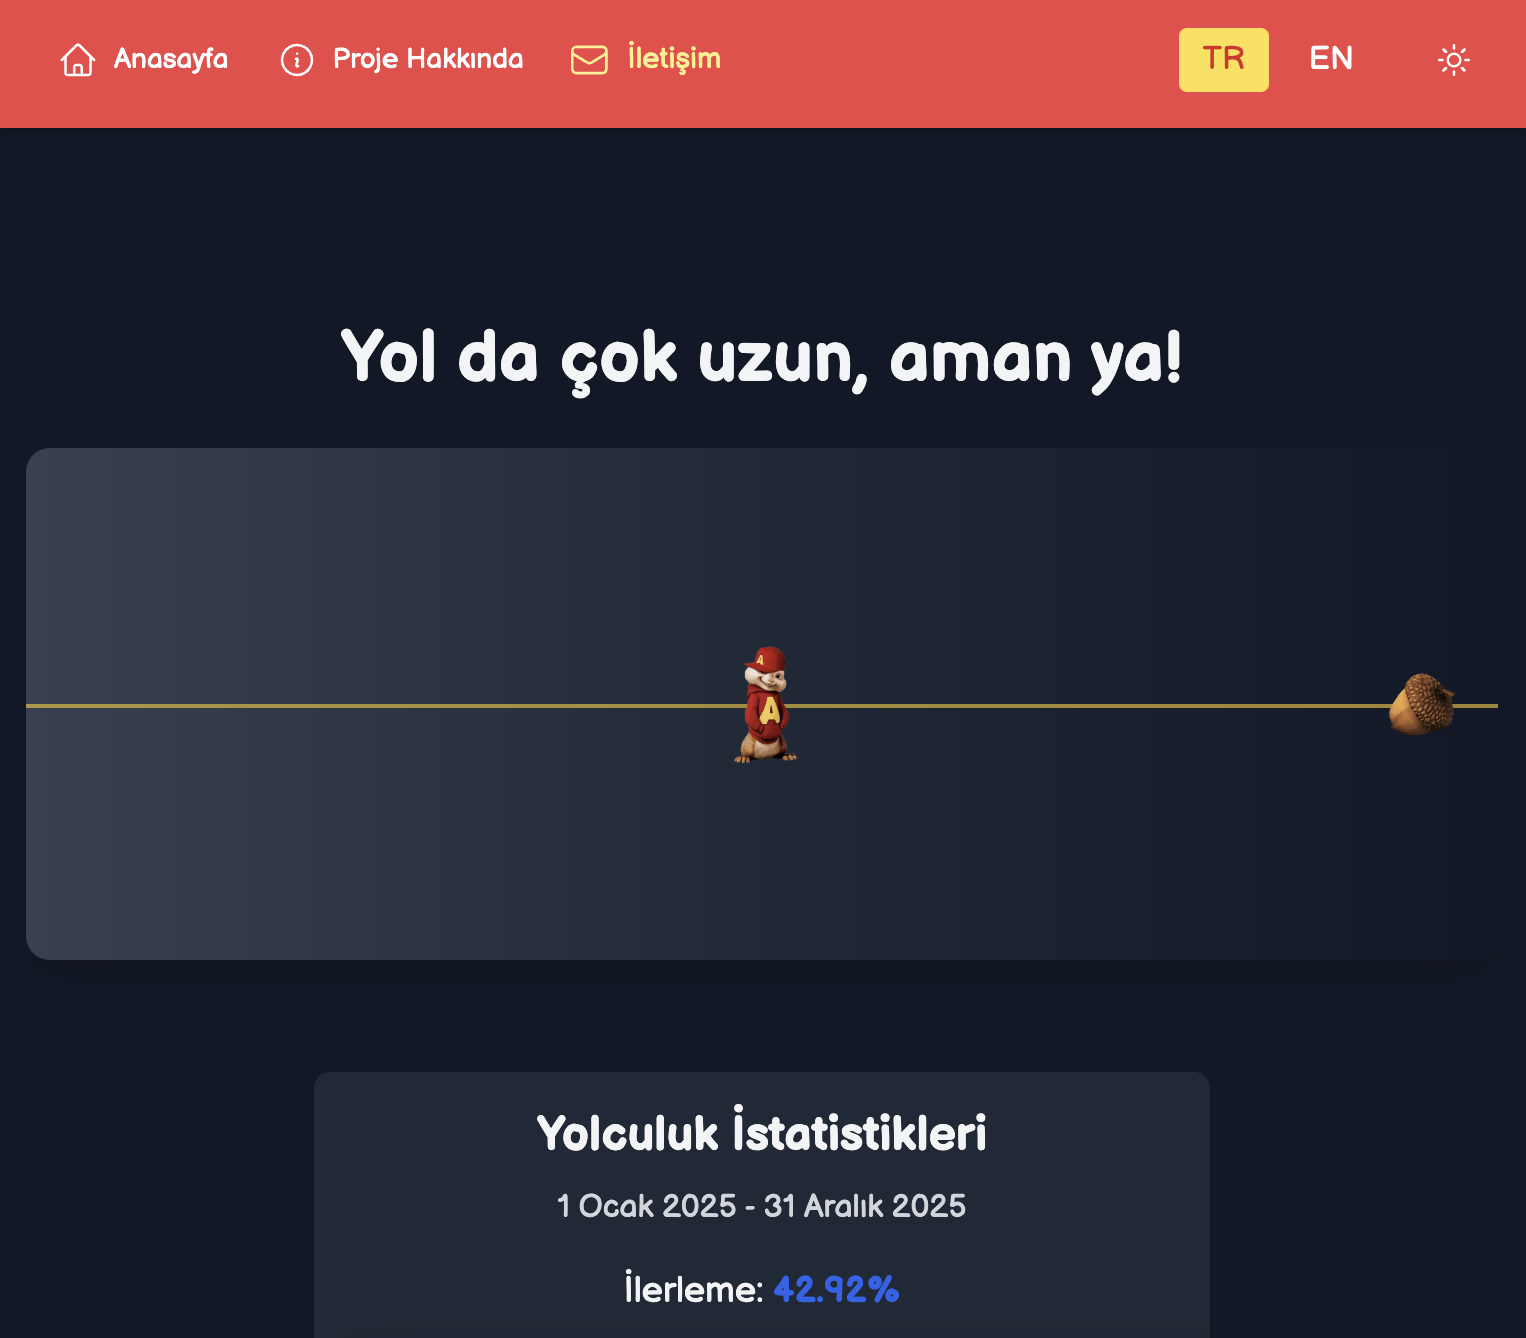 Anasayfa Proje Hakkında İletişim TR EN
Yol da çok uzun, aman ya!
A
A
Yolculuk İstatistikleri
1 Ocak 2025 - 31 Aralık 2025
İlerleme: 42.92%